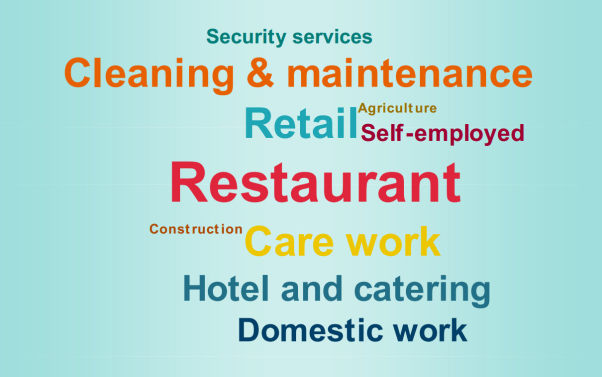 Security services
Cleaning & maintenance
Agriculture
Retail
Self-employed
Restaurant
Construction
Care work
Hotel and catering
Domestic work